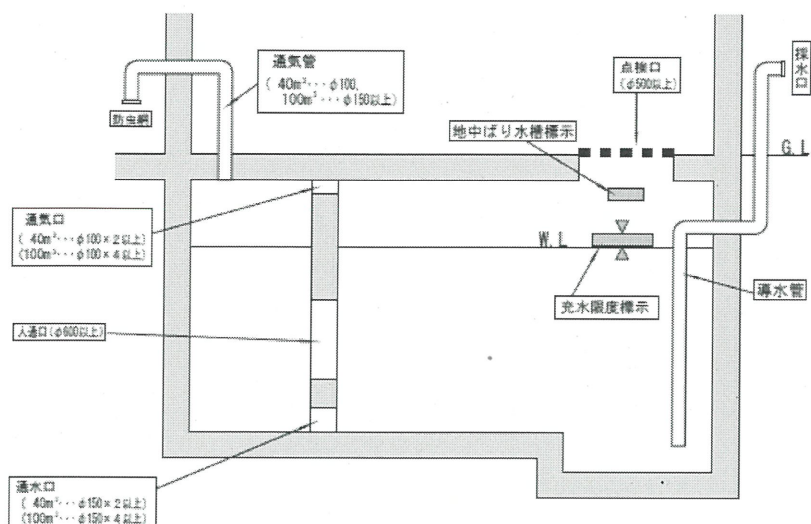 通気管
( 40m³･･･φ100、
100m³･･･φ150以上)
防虫網
点検口
(φ500以上)
採水口
地中ばり水槽標示
G.L
通気口
( 40m³･･･φ100×2以上)
(100m³･･･φ100×4以上)
W.L
充水限度標示
導水管
人通口(φ600以上)
通水口
( 40m³･･･φ150×2以上)
(100m³･･･φ150×4以上)